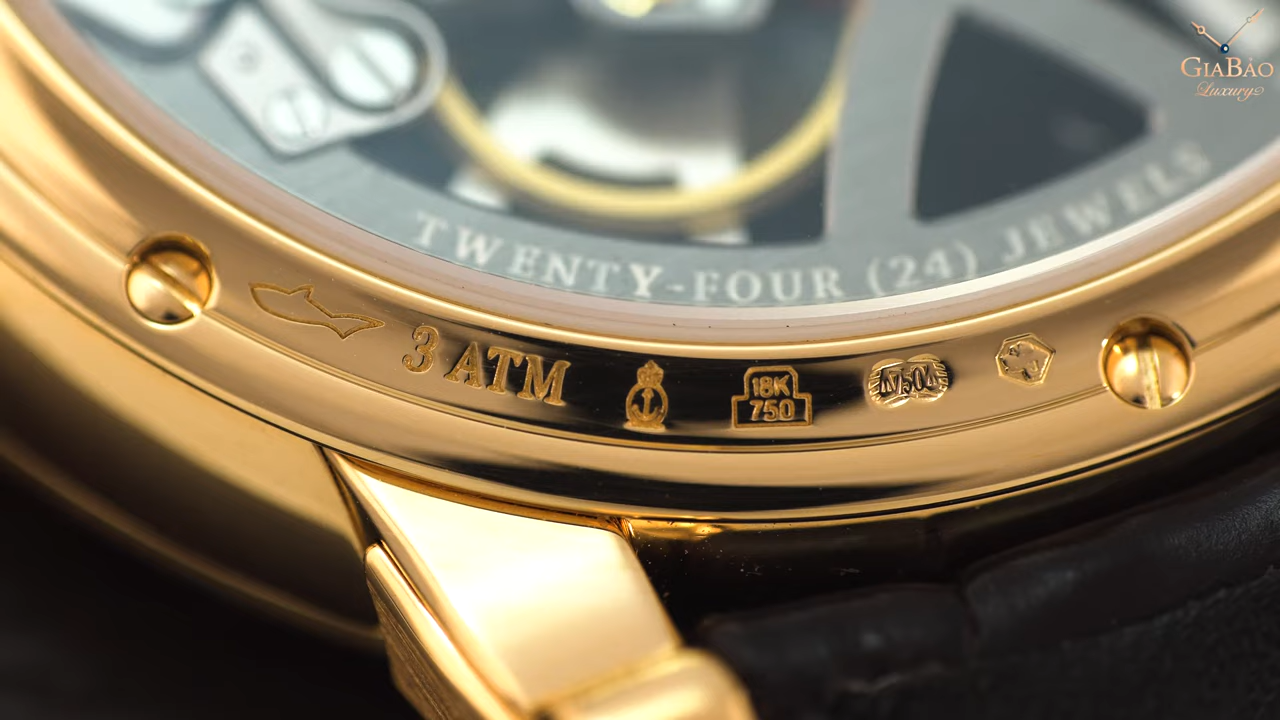 GIABẢO
Luxury
TWENTY-FOUR (24) JEWELS
3 ATM
18K
750